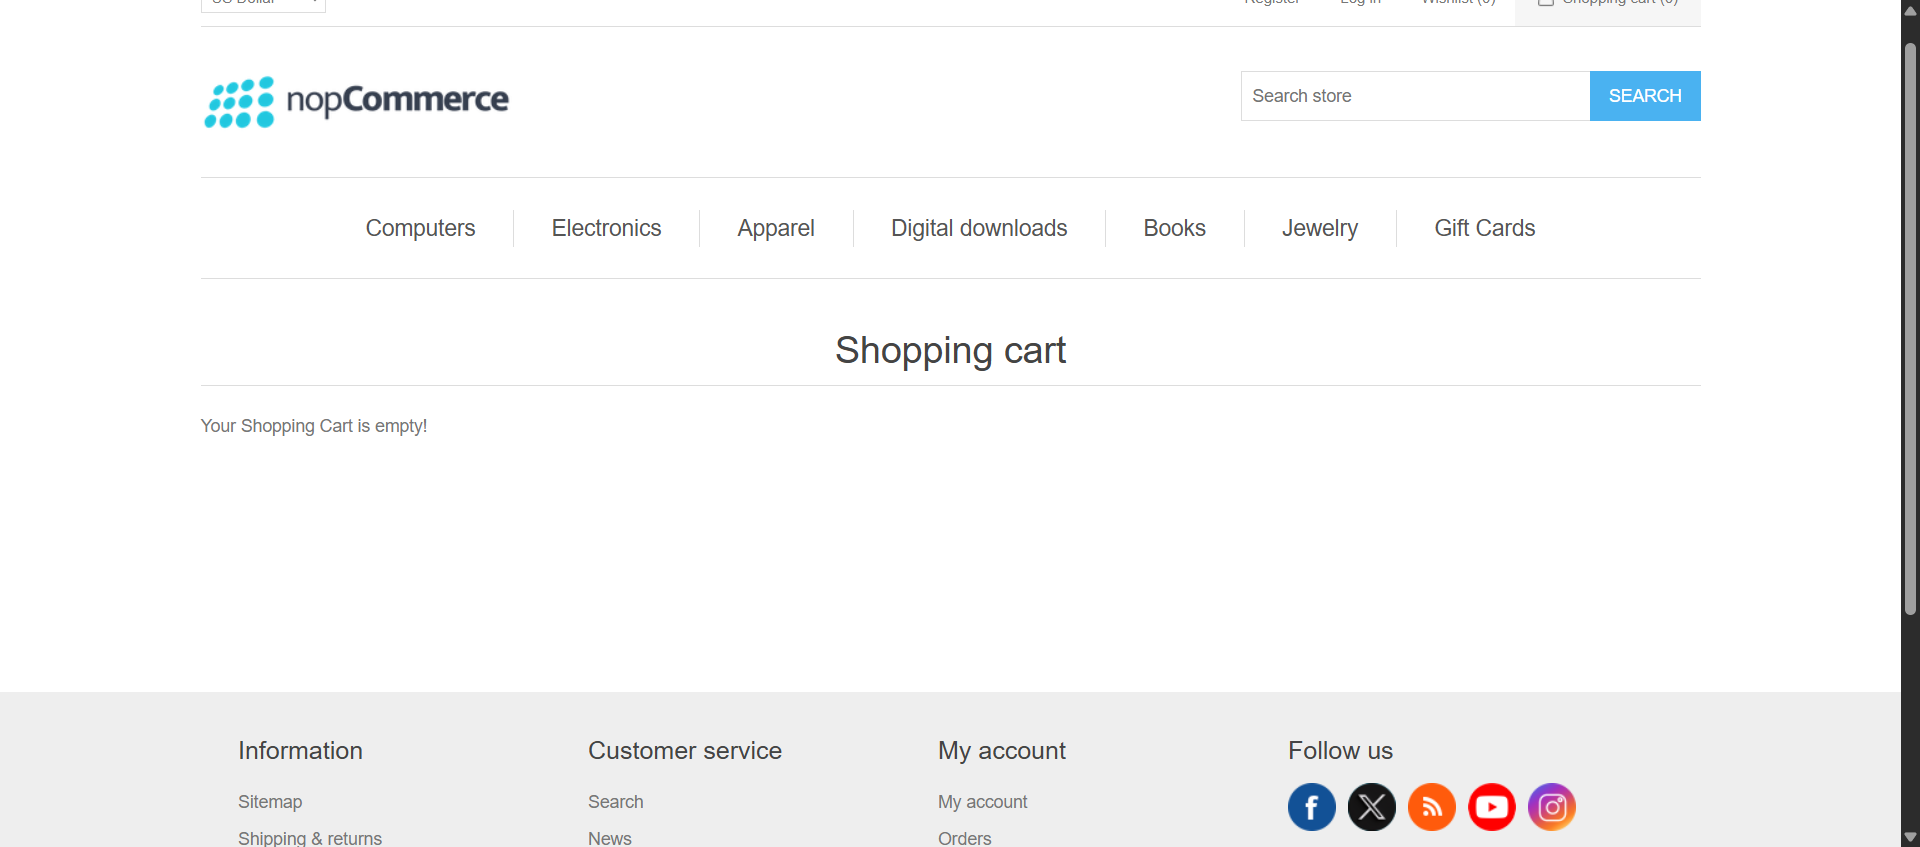 US Dollar
Register
Log in
Wishlist (0)
Shopping cart (0)
nopCommerce
Search store
SEARCH
Computers
Electronics
Apparel
Digital downloads
Books
Jewelry
Gift Cards
Shopping cart
Your Shopping Cart is empty!
Information
Customer service
My account
Follow us
Sitemap
Search
My account
Shipping & returns
News
Orders